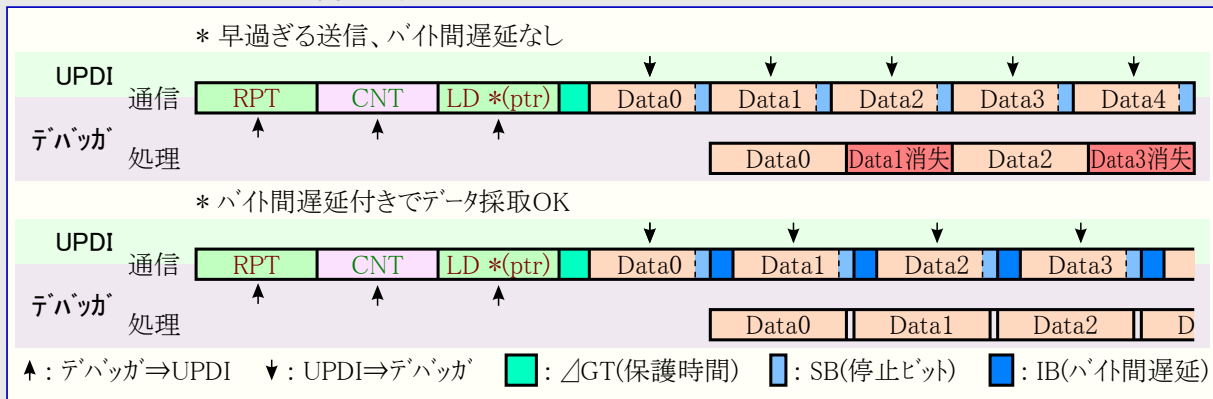 * 早過ぎる送信、バイト間遅延なし
UPDI
通信 RPT CNT LD *(ptr) Data0 Data1 Data2 Data3 Data4
デバッガ
処理 Data0 Data1消失 Data2 Data3消失
* バイト間遅延付きでデータ採取OK
UPDI
通信 RPT CNT LD *(ptr) Data0 Data1 Data2 Data3
デバッガ
処理 Data0 Data1 Data2 D
↑ : デバッガ⇒UPDI ↓ : UPDI⇒デバッガ : ⊿GT(保護時間) : SB(停止ビット) : IB(バイト間遅延)